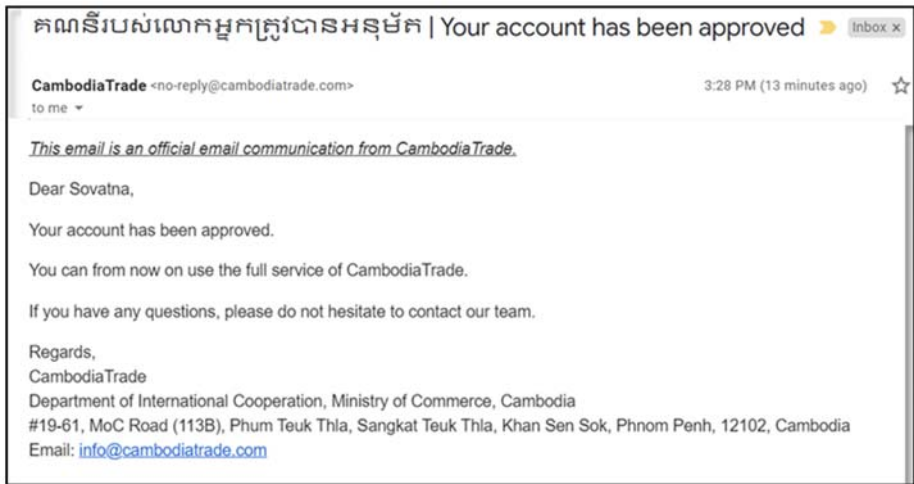 គណនីរបស់លោកអ្នកត្រូវបានអនុម័ត | Your account has been approved Inbox x
CambodiaTrade <no-reply@cambodiatrade.com> 3:28 PM (13 minutes ago)
to me
This email is an official email communication from CambodiaTrade.
Dear Sovatna,
Your account has been approved.
You can from now on use the full service of CambodiaTrade.
If you have any questions, please do not hesitate to contact our team.
Regards,
CambodiaTrade
Department of International Cooperation, Ministry of Commerce, Cambodia
#19-61, MoC Road (113B), Phum Teuk Thla, Sangkat Teuk Thla, Khan Sen Sok, Phnom Penh, 12102, Cambodia
Email: info@cambodiatrade.com